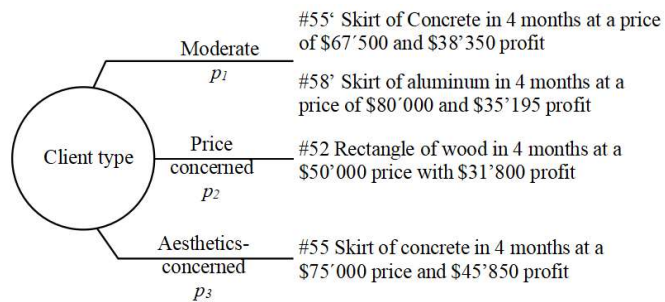 #55‘ Skirt of Concrete in 4 months at a price
of $67´500 and $38’350 profit
Moderate
p1
#58’ Skirt of aluminum in 4 months at a
price of $80´000 and $35’195 profit
Client type
Price
concerned
p2
#52 Rectangle of wood in 4 months at a
$50’000 price with $31’800 profit
Aesthetics-
concerned
p3
#55 Skirt of concrete in 4 months at a
$75´000 price and $45’850 profit